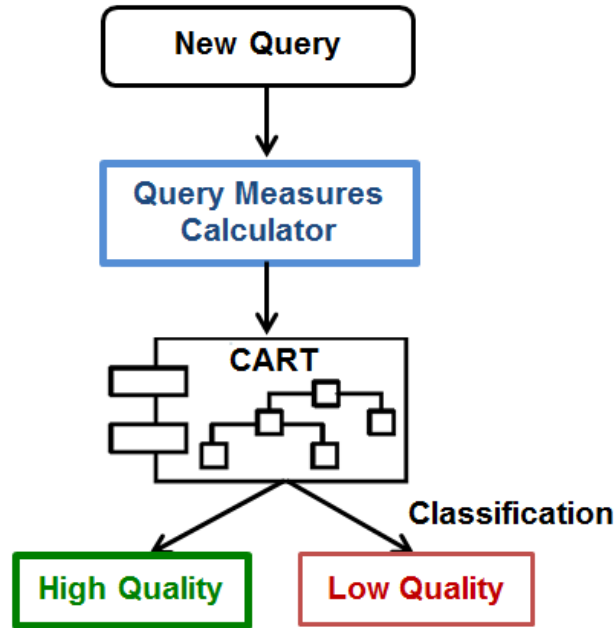 New Query
Query Measures
Calculator
CART
Classification
High Quality
Low Quality